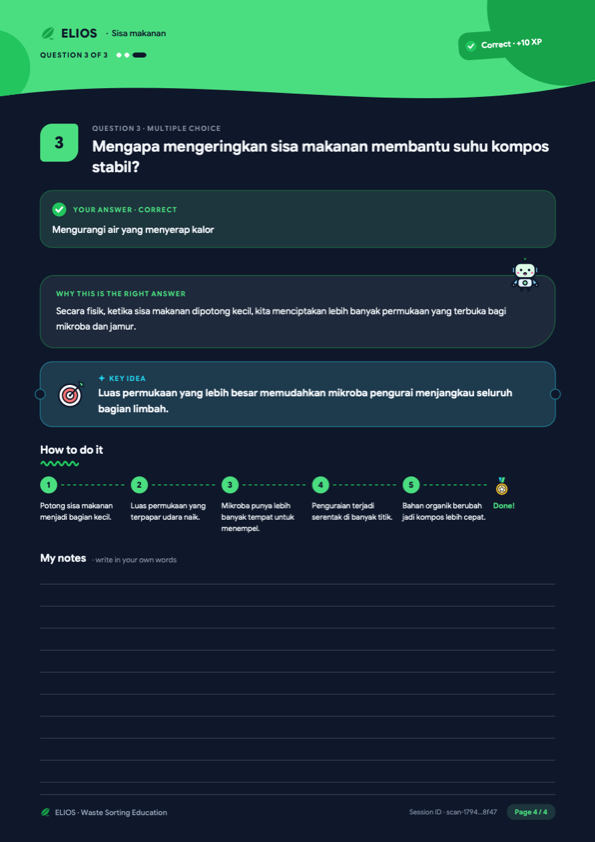 ELIOS · Sisa makanan
QUESTION 3 OF 3
Correct · +10 XP
3
QUESTION 3 · MULTIPLE CHOICE
Mengapa mengeringkan sisa makanan membantu suhu kompos
stabil?
YOUR ANSWER · CORRECT
Mengurangi air yang menyerap kalor
WHY THIS IS THE RIGHT ANSWER
Secara fisik, ketika sisa makanan dipotong kecil, kita menciptakan lebih banyak permukaan yang terbuka bagi
mikroba dan jamur.
KEY IDEA
Luas permukaan yang lebih besar memudahkan mikroba pengurai menjangkau seluruh
bagian limbah.
How to do it
1
Potong sisa makanan
menjadi bagian kecil.
2
Luas permukaan yang
terpapar udara naik.
3
Mikroba punya lebih
banyak tempat untuk
menempel.
4
Penguraian terjadi
serentak di banyak titik.
5
Bahan organik berubah
jadi kompos lebih cepat.
Done!
My notes · write in your own words
ELIOS · Waste Sorting Education
Session ID · scan-1794...8f47
Page 4 / 4